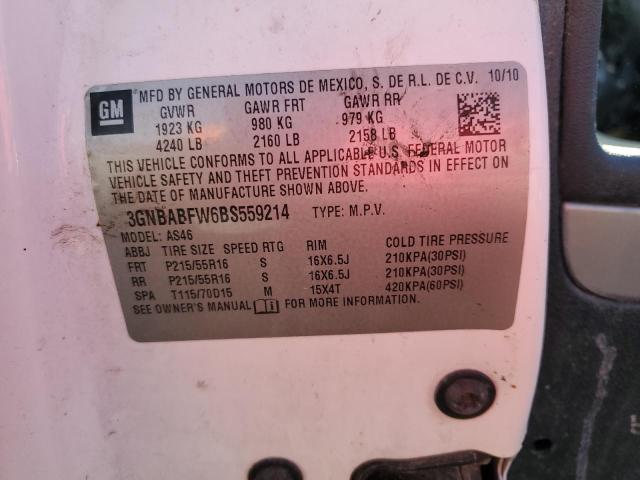 GM
MFD BY GENERAL MOTORS DE MEXICO, S. DE R.L. DE C.V. 10/10
GVWR GAWR FRT GAWR RR
1923 KG 980 KG 979 KG
4240 LB 2160 LB 2158 LB
THIS VEHICLE CONFORMS TO ALL APPLICABLE U.S. FEDERAL MOTOR
VEHICLE SAFETY AND THEFT PREVENTION STANDARDS IN EFFECT ON
THE DATE OF MANUFACTURE SHOWN ABOVE.
3GNBABFW6BS559214 TYPE: M.P.V.
MODEL: AS46
ABBJ TIRE SIZE SPEED RTG RIM COLD TIRE PRESSURE
FRT P215/55R16 S 16X6.5J 210KPA(30PSI)
RR P215/55R16 S 16X6.5J 210KPA(30PSI)
SPA T115/70D15 M 15X4T 420KPA(60PSI)
SEE OWNER'S MANUAL FOR MORE INFORMATION.